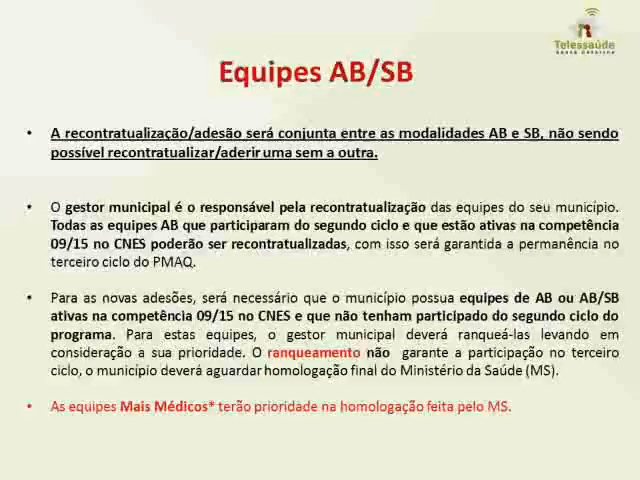 Telessaúde
SANTA CATARINA
Equipes AB/SB
• A recontratualização/adesão será conjunta entre as modalidades AB e SB, não sendo
possível recontratualizar/aderir uma sem a outra.
• O gestor municipal é o responsável pela recontratualização das equipes do seu município.
Todas as equipes AB que participaram do segundo ciclo e que estão ativas na competência
09/15 no CNES poderão ser recontratualizadas, com isso será garantida a permanência no
terceiro ciclo do PMAQ.
• Para as novas adesões, será necessário que o município possua equipes de AB ou AB/SB
ativas na competência 09/15 no CNES e que não tenham participado do segundo ciclo do
programa. Para estas equipes, o gestor municipal deverá ranqueá-las levando em
consideração a sua prioridade. O ranqueamento não garante a participação no terceiro
ciclo, o município deverá aguardar homologação final do Ministério da Saúde (MS).
• As equipes Mais Médicos* terão prioridade na homologação feita pelo MS.